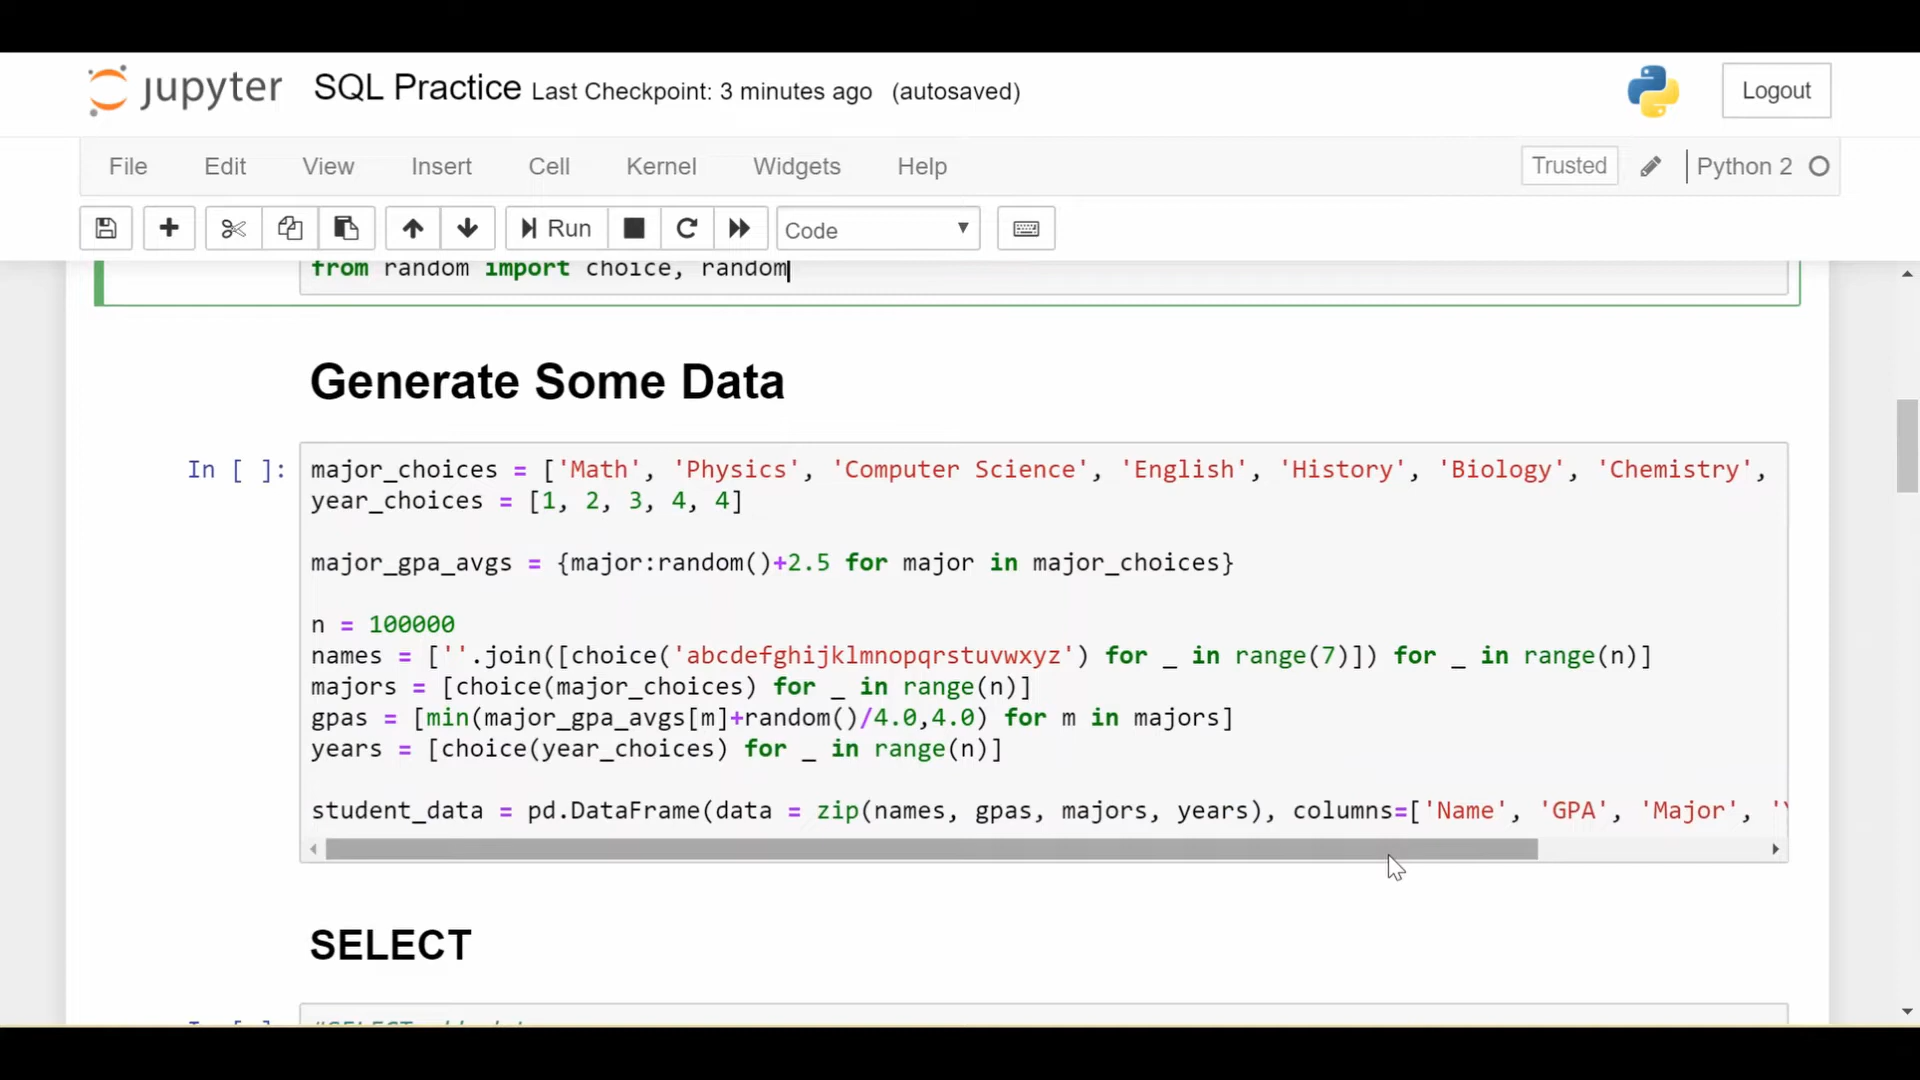 jupyter SQL Practice Last Checkpoint: 3 minutes ago (autosaved) Logout
File Edit View Insert Cell Kernel Widgets Help Trusted Python 2
Run Code
from random import choice, random
Generate Some Data
In [ ]:
major_choices = ['Math', 'Physics', 'Computer Science', 'English', 'History', 'Biology', 'Chemistry',
year_choices = [1, 2, 3, 4, 4]
major_gpa_avgs = {major:random()+2.5 for major in major_choices}
n = 100000
names = [''.join([choice('abcdefghijklmnopqrstuvwxyz') for _ in range(7)]) for _ in range(n)]
majors = [choice(major_choices) for _ in range(n)]
gpas = [min(major_gpa_avgs[m]+random()/4.0,4.0) for m in majors]
years = [choice(year_choices) for _ in range(n)]
student_data = pd.DataFrame(data = zip(names, gpas, majors, years), columns=['Name', 'GPA', 'Major',
SELECT